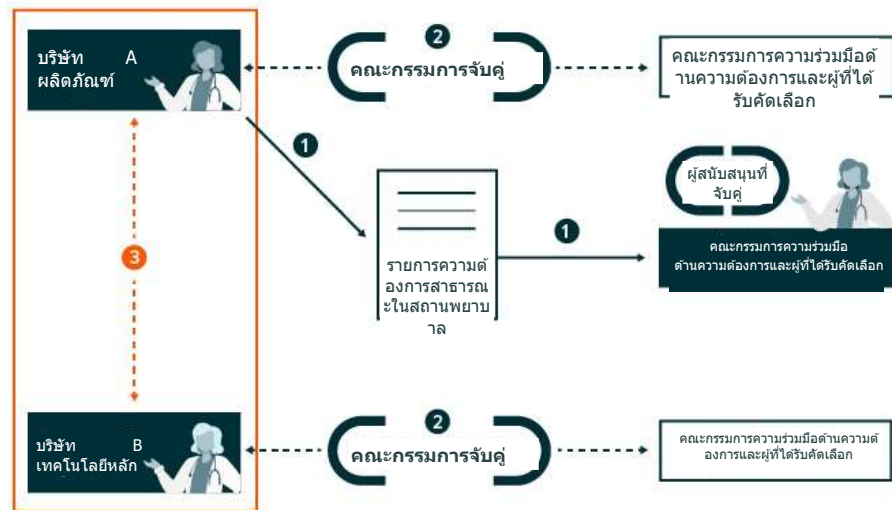 บริษัท A
ผลิตภัณฑ์
2
คณะกรรมการจับคู่
คณะกรรมการความร่วมมือด้
านความต้องการและผู้ที่ได้
รับคัดเลือก
1
ผู้สนับสนุนที่
จับคู่
3
รายการความต้
องการสาธารณ
ะในสถานพยาบ
าล
1
คณะกรรมการความร่วมมือ
ด้านความต้องการและผู้ที่ได้รับคัดเลือก
บริษัท B
เทคโนโลยีหลัก
2
คณะกรรมการจับคู่
คณะกรรมการความร่วมมือด้านความต้
องการและผู้ที่ได้รับคัดเลือก